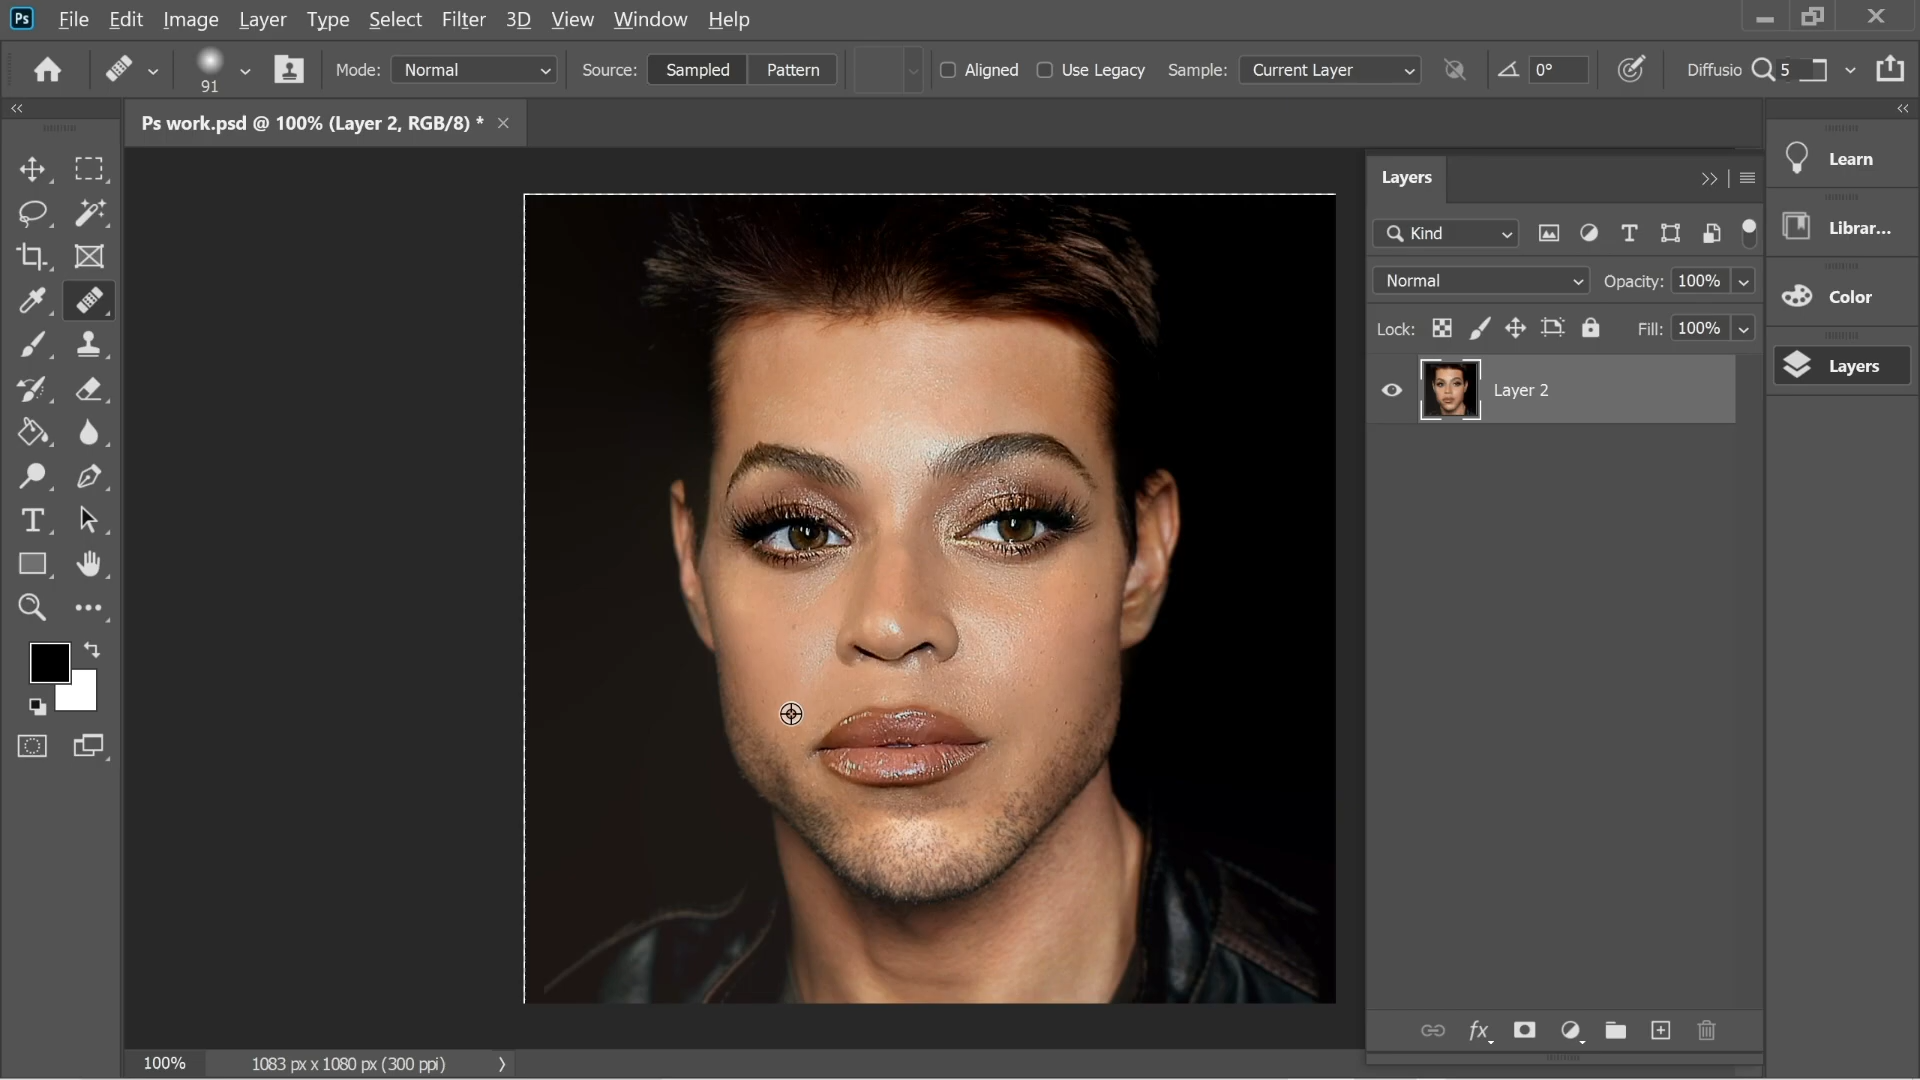 Ps File Edit Image Layer Type Select Filter 3D View Window Help
91 Mode: Normal Source: Sampled Pattern Aligned Use Legacy Sample: Current Layer 0° Diffusio 5
Ps work.psd @ 100% (Layer 2, RGB/8) *
Layers
Kind
Normal Opacity: 100%
Lock: Fill: 100%
Layer 2
fx
Learn
Librar...
Color
Layers
100% 1083 px x 1080 px (300 ppi)